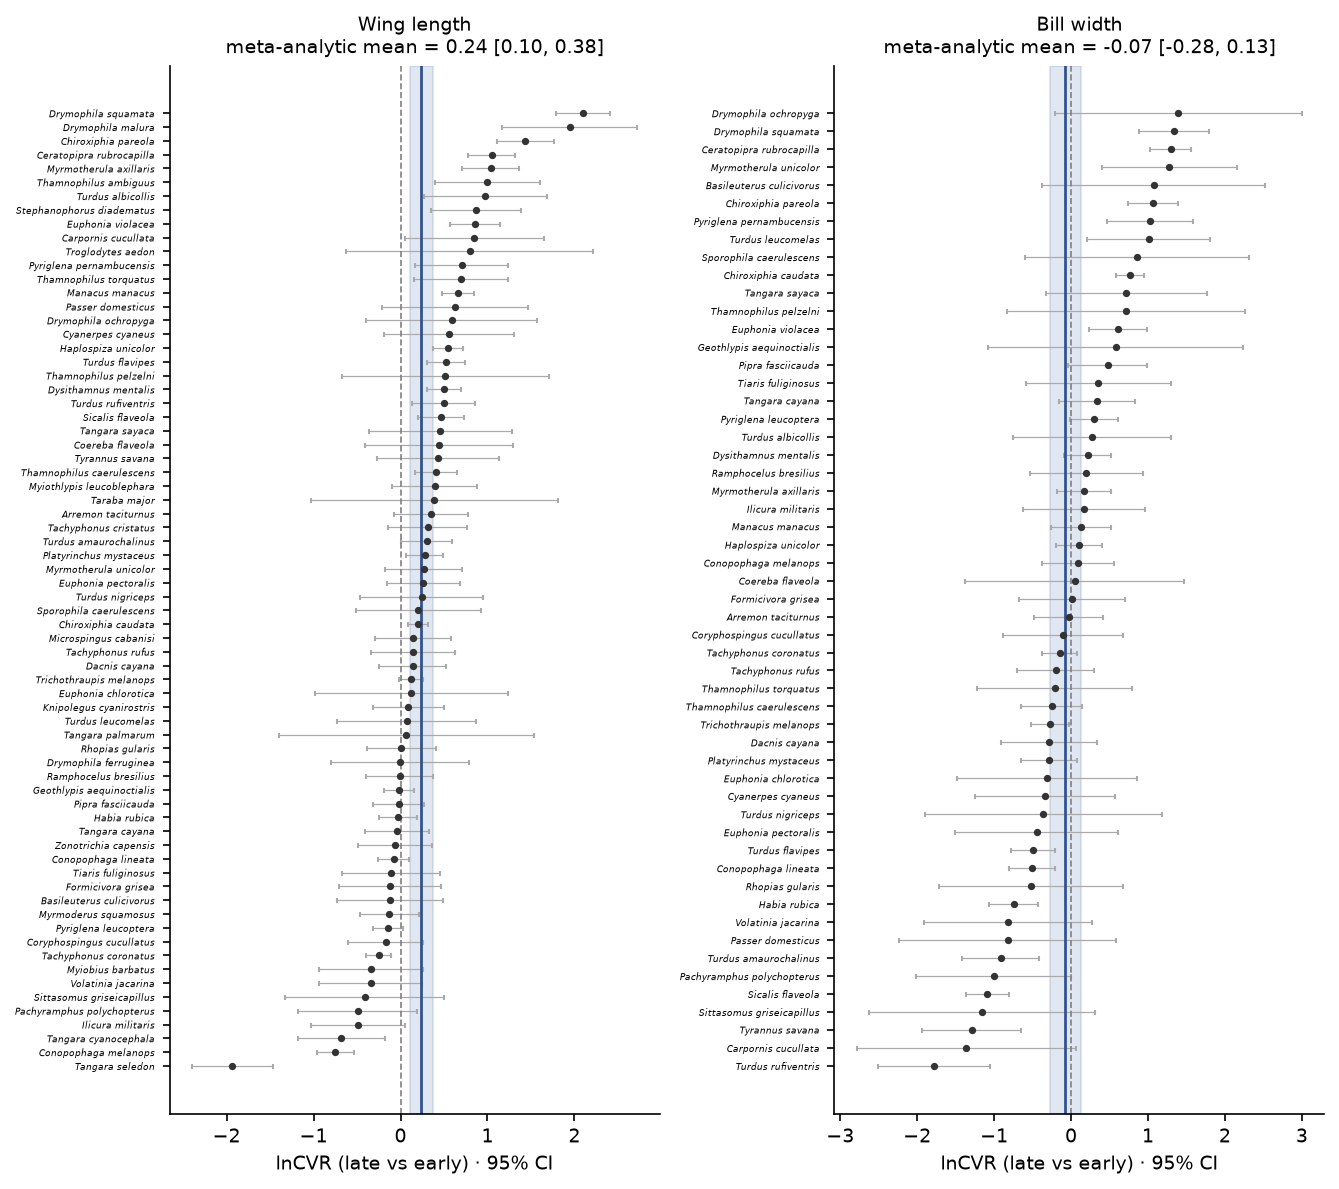 Wing length
meta-analytic mean = 0.24 [0.10, 0.38]
Drymophila squamata
Drymophila malura
Chiroxiphia pareola
Ceratopipra rubrocapilla
Myrmotherula axillaris
Thamnophilus ambiguus
Turdus albicollis
Stephanophorus diadematus
Euphonia violacea
Carpornis cucullata
Troglodytes aedon
Pyriglena pernambucensis
Thamnophilus torquatus
Manacus manacus
Passer domesticus
Drymophila ochropyga
Cyanerpes cyaneus
Haplospiza unicolor
Turdus flavipes
Thamnophilus pelzelni
Dysithamnus mentalis
Turdus rufiventris
Sicalis flaveola
Tangara sayaca
Coereba flaveola
Tyrannus savana
Thamnophilus caerulescens
Myiothlypis leucoblephara
Taraba major
Arremon taciturnus
Tachyphonus cristatus
Turdus amaurochalinus
Platyrinchus mystaceus
Myrmotherula unicolor
Euphonia pectoralis
Turdus nigriceps
Sporophila caerulescens
Chiroxiphia caudata
Microspingus cabanisi
Tachyphonus rufus
Dacnis cayana
Trichothraupis melanops
Euphonia chlorotica
Knipolegus cyanirostris
Turdus leucomelas
Tangara palmarum
Rhopias gularis
Drymophila ferruginea
Ramphocelus bresilius
Geothlypis aequinoctialis
Pipra fasciicauda
Habia rubica
Tangara cayana
Zonotrichia capensis
Conopophaga lineata
Tiaris fuliginosus
Formicivora grisea
Basileuterus culicivorus
Myrmoderus squamosus
Pyriglena leucoptera
Coryphospingus cucullatus
Tachyphonus coronatus
Myiobius barbatus
Volatinia jacarina
Sittasomus griseicapillus
Pachyramphus polychopterus
Ilicura militaris
Tangara cyanocephala
Conopophaga melanops
Tangara seledon
−2 −1 0 1 2
lnCVR (late vs early) · 95% CI
Bill width
meta-analytic mean = -0.07 [-0.28, 0.13]
Drymophila ochropyga
Drymophila squamata
Ceratopipra rubrocapilla
Myrmotherula unicolor
Basileuterus culicivorus
Chiroxiphia pareola
Pyriglena pernambucensis
Turdus leucomelas
Sporophila caerulescens
Chiroxiphia caudata
Tangara sayaca
Thamnophilus pelzelni
Euphonia violacea
Geothlypis aequinoctialis
Pipra fasciicauda
Tiaris fuliginosus
Tangara cayana
Pyriglena leucoptera
Turdus albicollis
Dysithamnus mentalis
Ramphocelus bresilius
Myrmotherula axillaris
Ilicura militaris
Manacus manacus
Haplospiza unicolor
Conopophaga lineata
Coereba flaveola
Formicivora grisea
Arremon taciturnus
Coryphospingus cucullatus
Tachyphonus coronatus
Tachyphonus rufus
Thamnophilus torquatus
Thamnophilus caerulescens
Trichothraupis melanops
Dacnis cayana
Platyrinchus mystaceus
Euphonia chlorotica
Cyanerpes cyaneus
Turdus nigriceps
Euphonia pectoralis
Turdus flavipes
Conopophaga lineata
Rhopias gularis
Habia rubica
Volatinia jacarina
Passer domesticus
Turdus amaurochalinus
Pachyramphus polychopterus
Sicalis flaveola
Sittasomus griseicapillus
Tyrannus savana
Carpornis cucullata
Turdus rufiventris
−3 −2 −1 0 1 2 3
lnCVR (late vs early) · 95% CI